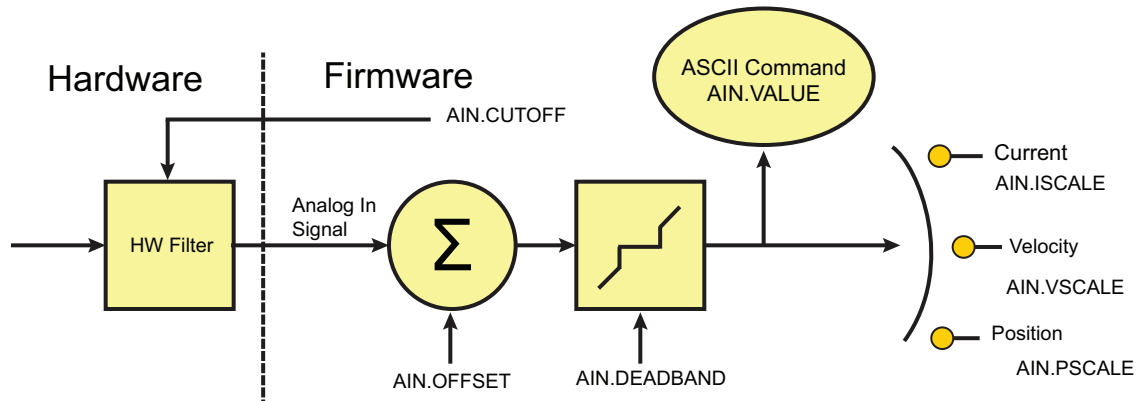 Hardware
Firmware
ASCII Command
AIN.VALUE
AIN.CUTOFF
Current
AIN.ISCALE
Analog In
Signal
HW Filter
Σ
Velocity
AIN.VSCALE
Position
AIN.PSCALE
AIN.OFFSET
AIN.DEADBAND